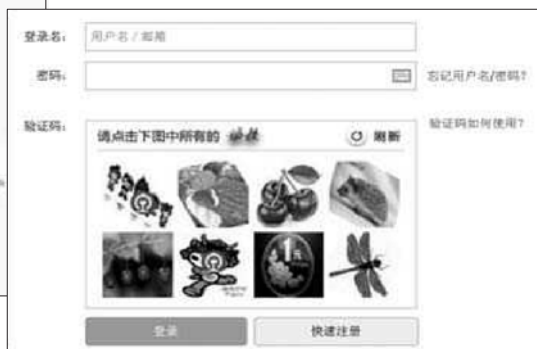 登录名：
用户名 / 邮箱
密码：
忘记用户名/密码？
验证码：
验证码如何使用？
请点击下图中所有的
刷新
登录
快速注册